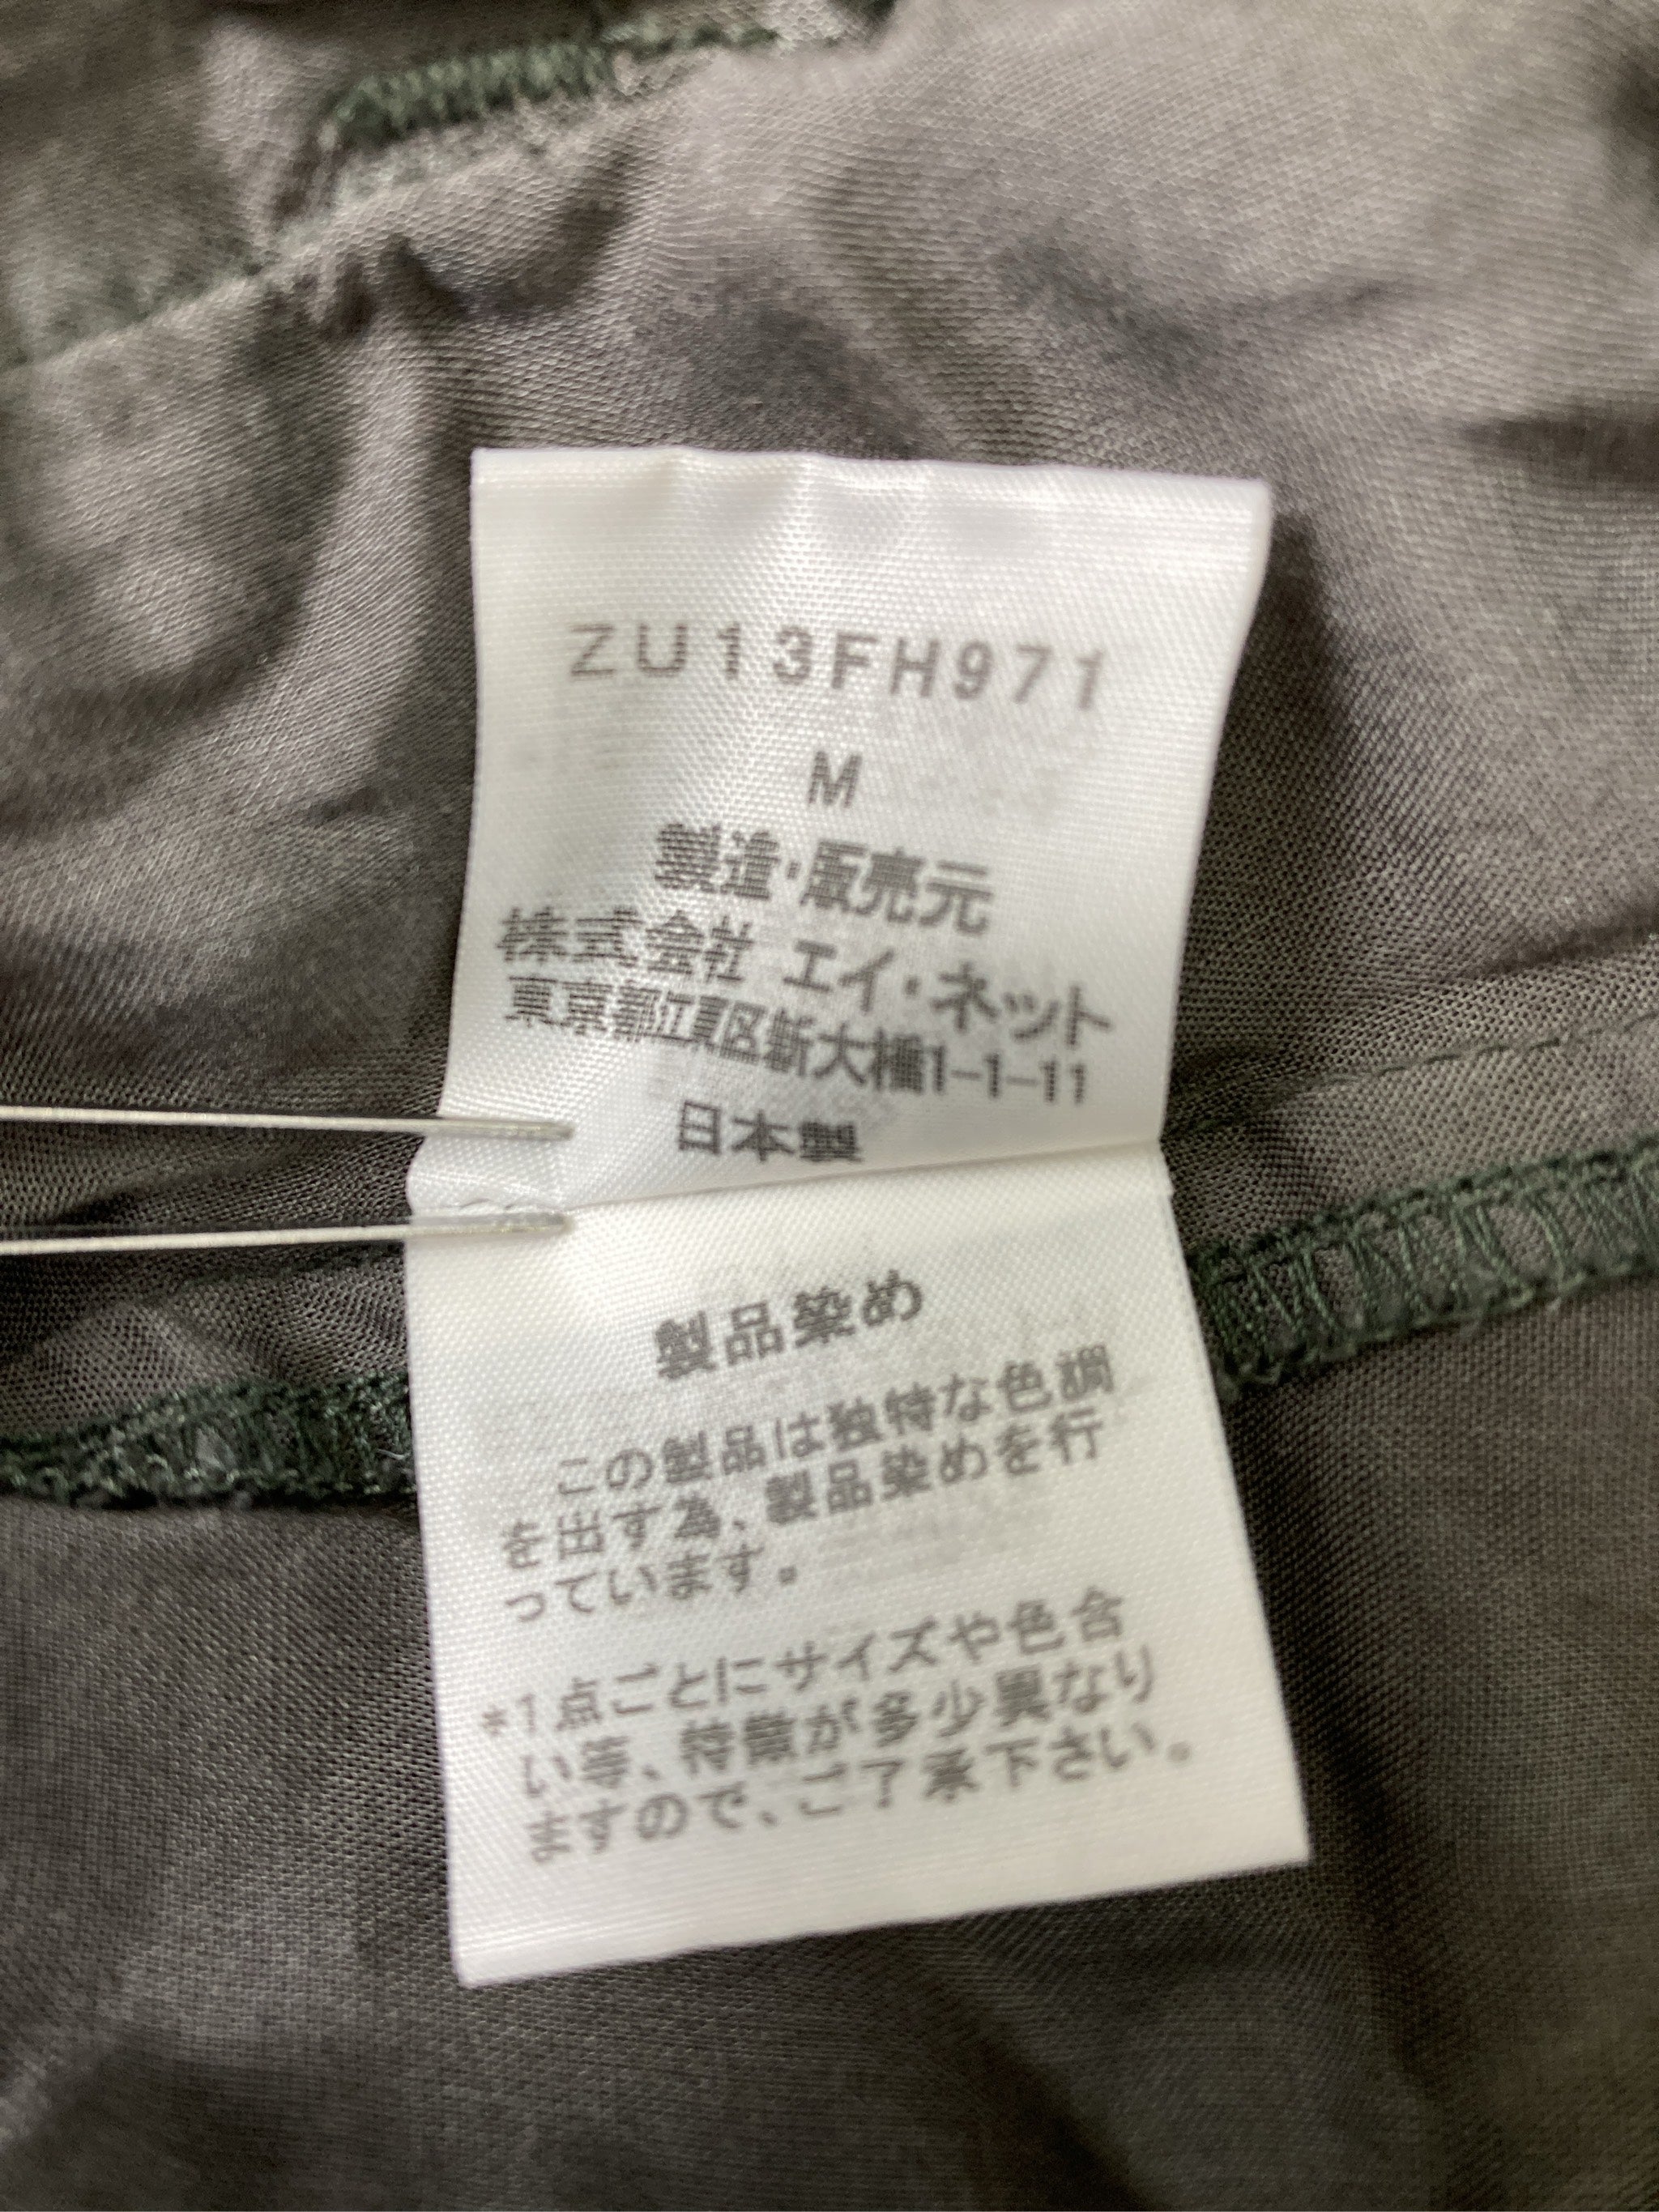 ZU13FH971
M
製造・販売元
株式会社 エイ・ネット
東京都江東区新大橋1-1-11
日本製
製品染め
この製品は独特な色調
を出す為、製品染めを行
っています。
*1点ごとにサイズや色合
い等、特徴が多少異なり
ますので、ご了承下さい。